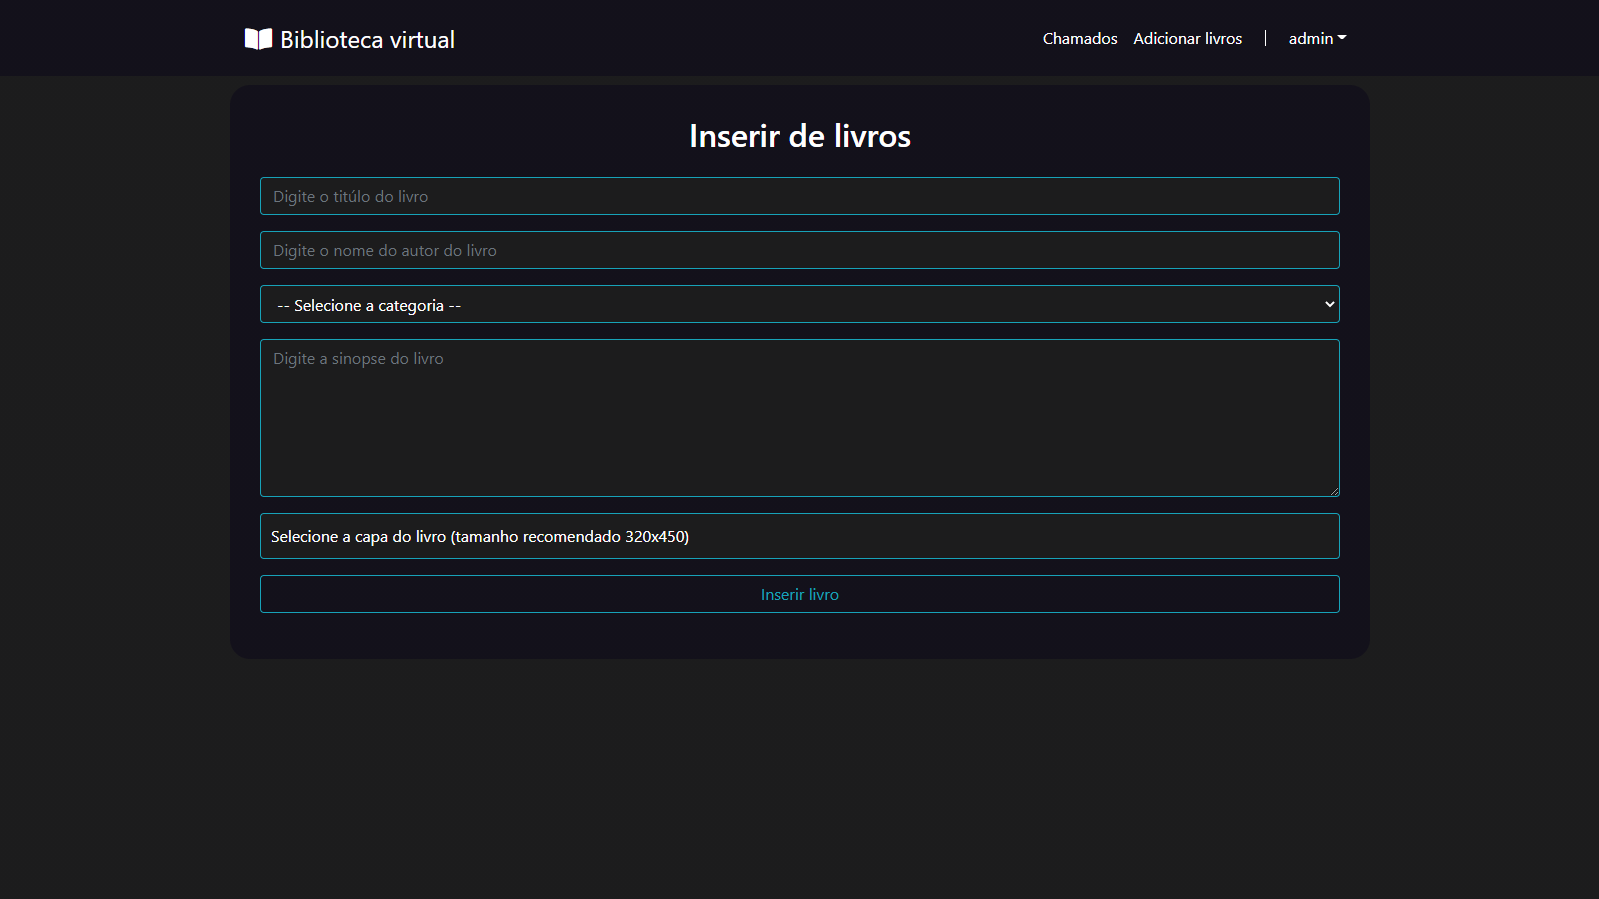 Biblioteca virtual
Chamados Adicionar livros | admin
Inserir de livros
Digite o titúlo do livro
Digite o nome do autor do livro
-- Selecione a categoria --
Digite a sinopse do livro
Selecione a capa do livro (tamanho recomendado 320x450)
Inserir livro